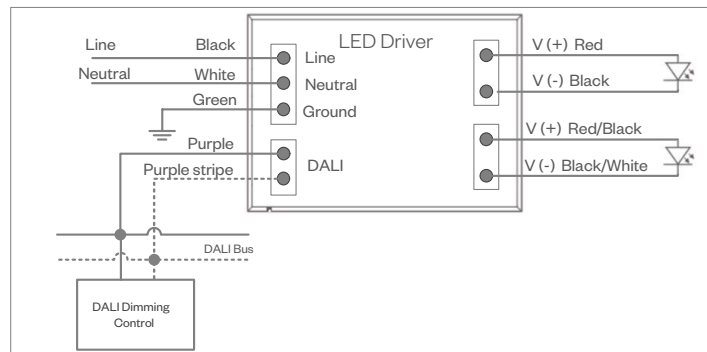 LED Driver
Line Black
Line
Neutral White
Neutral
Green
Ground
Purple
Purple stripe
DALI
V (+) Red
V (-) Black
V (+) Red/Black
V (-) Black/White
DALI Bus
DALI Dimming
Control